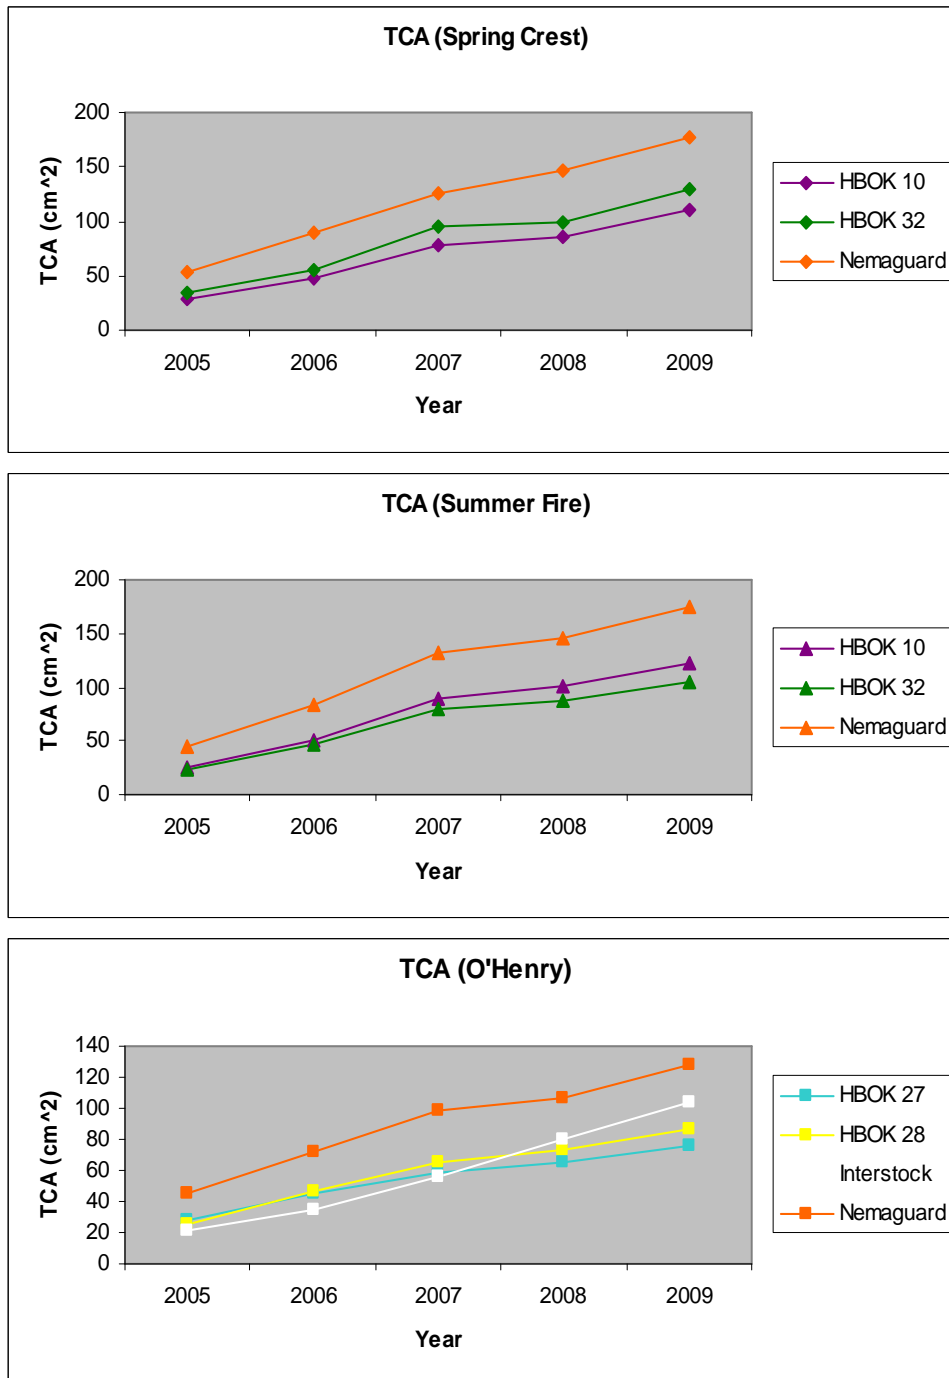 TCA (Spring Crest)
200
150
100
50
0
TCA (cm^2)
2005 2006 2007 2008 2009
Year
HBOK 10
HBOK 32
Nemaguard
TCA (Summer Fire)
200
150
100
50
0
TCA (cm^2)
2005 2006 2007 2008 2009
Year
HBOK 10
HBOK 32
Nemaguard
TCA (O'Henry)
140
120
100
80
60
40
20
0
TCA (cm^2)
2005 2006 2007 2008 2009
Year
HBOK 27
HBOK 28
Interstock
Nemaguard